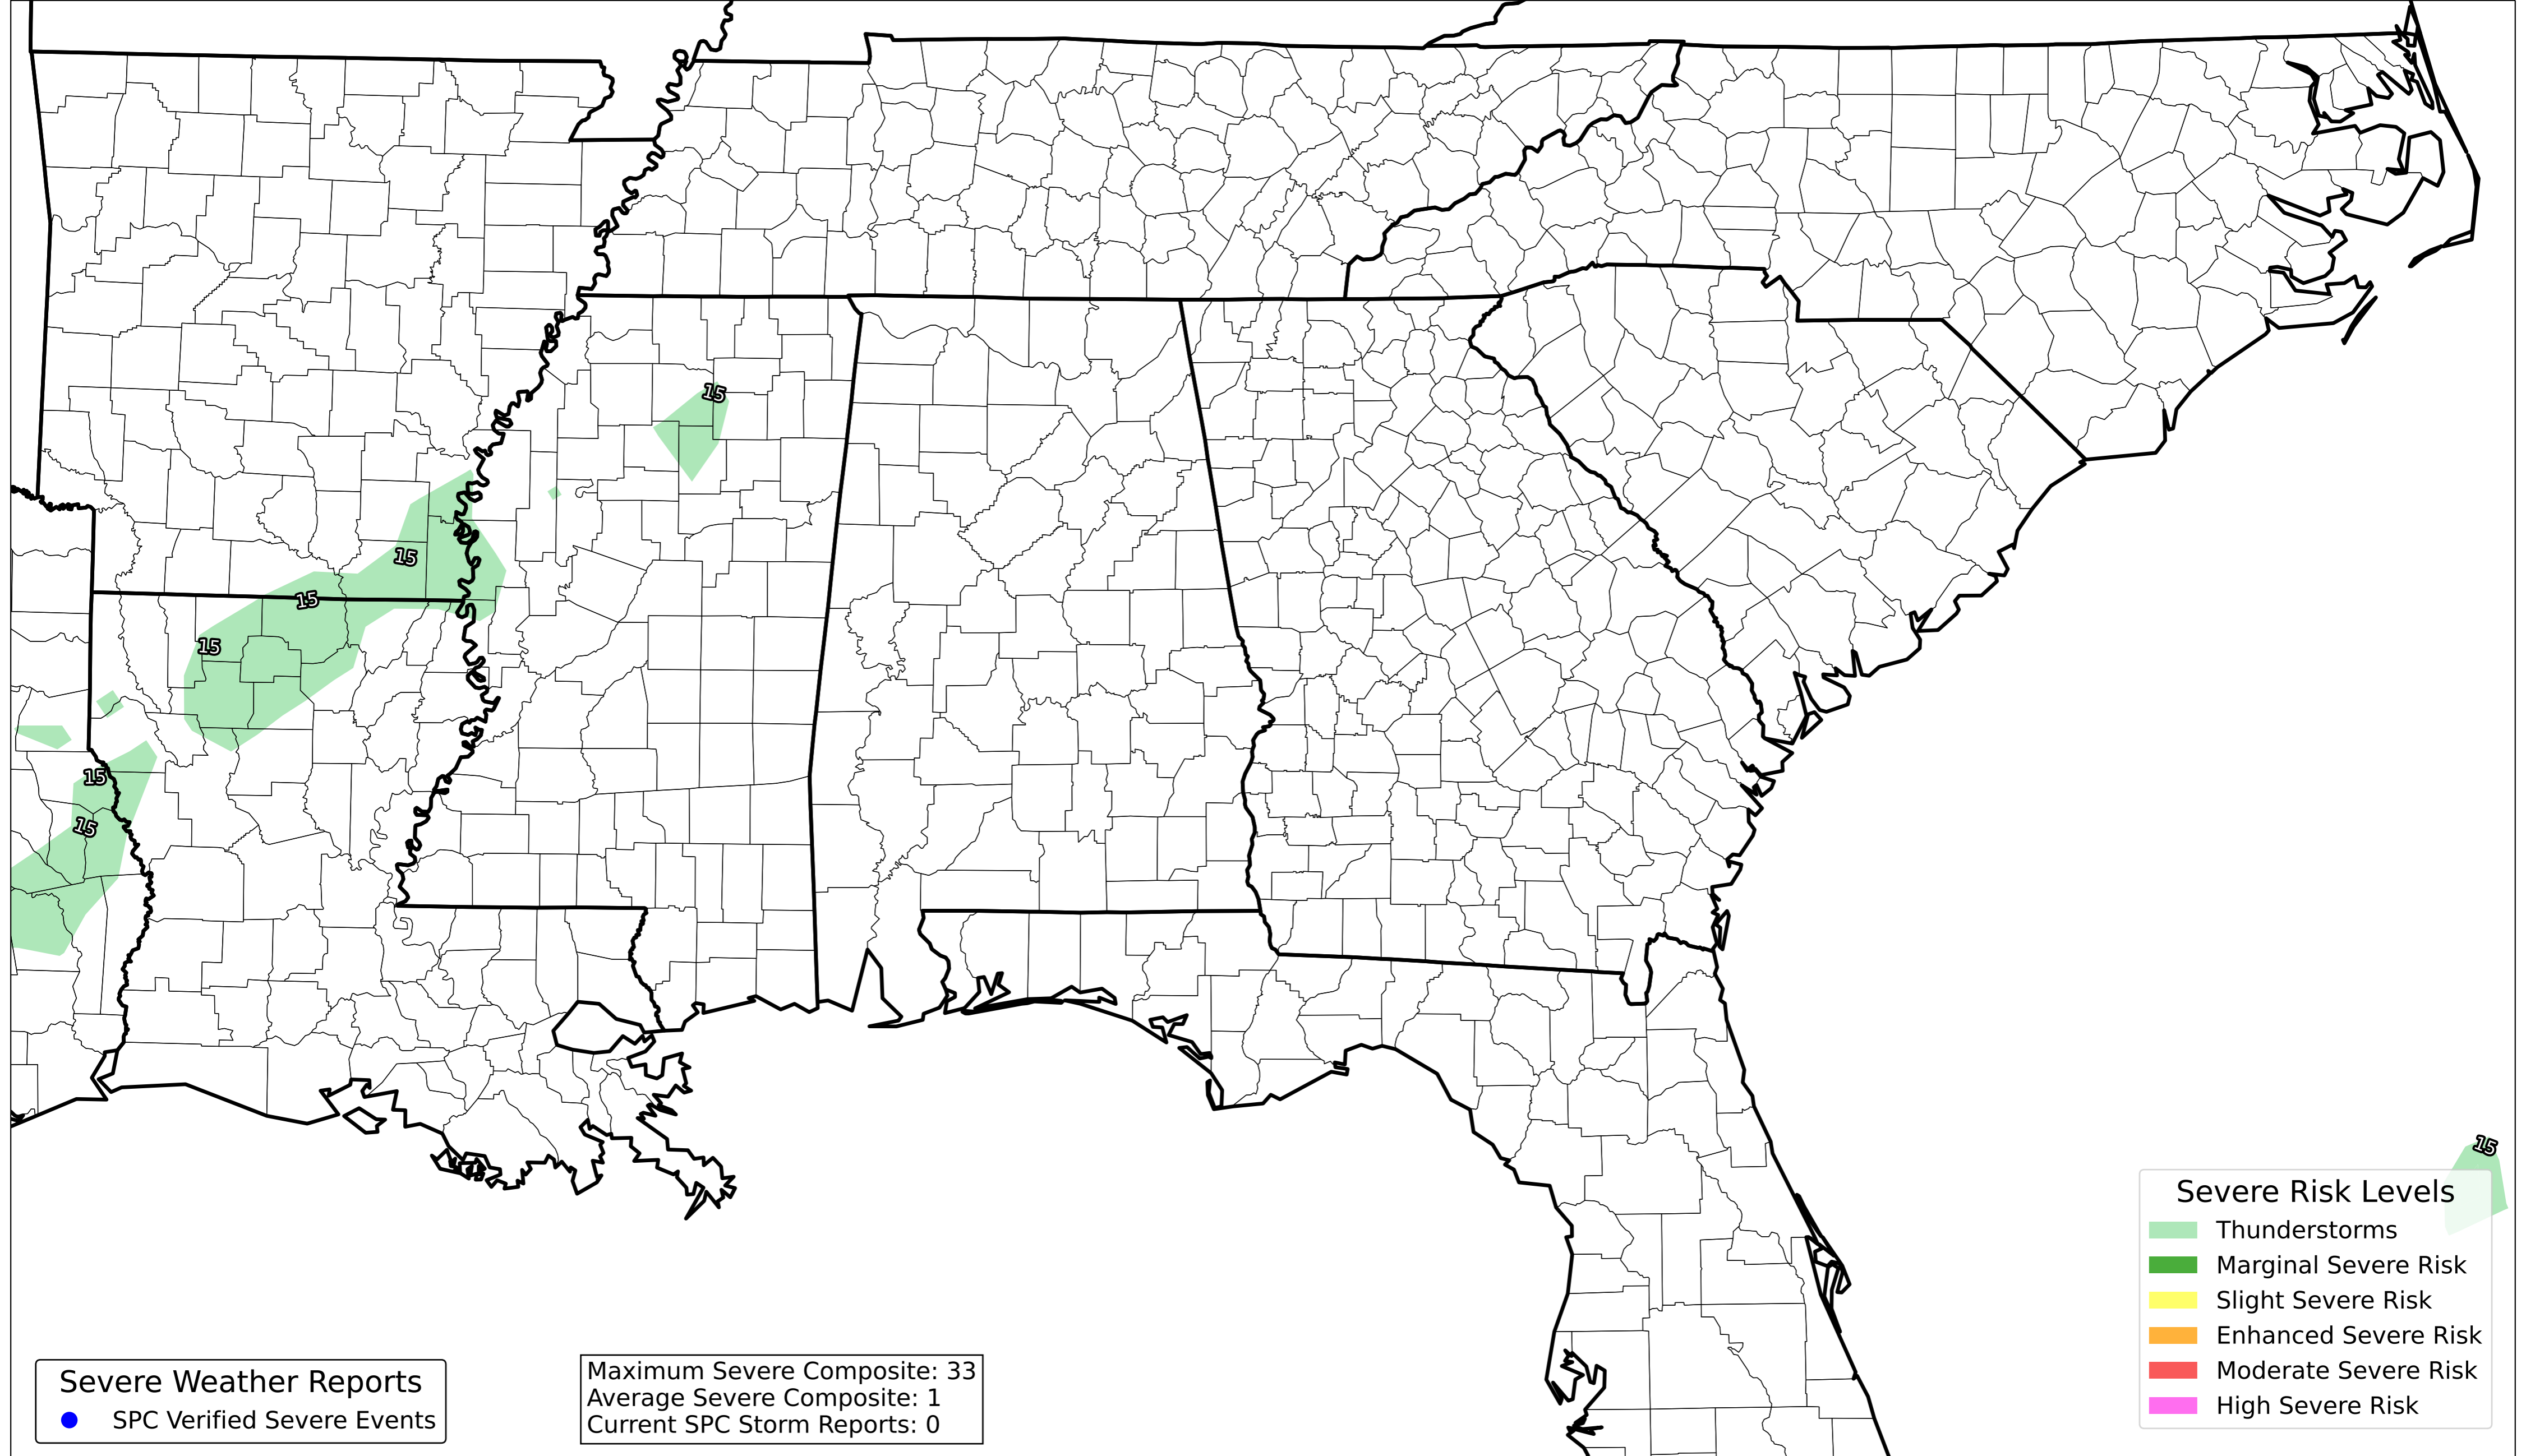 15
15
15
15
15
15
15
Severe Risk Levels
Thunderstorms
Marginal Severe Risk
Slight Severe Risk
Enhanced Severe Risk
Moderate Severe Risk
High Severe Risk
Severe Weather Reports
SPC Verified Severe Events
Maximum Severe Composite: 33
Average Severe Composite: 1
Current SPC Storm Reports: 0